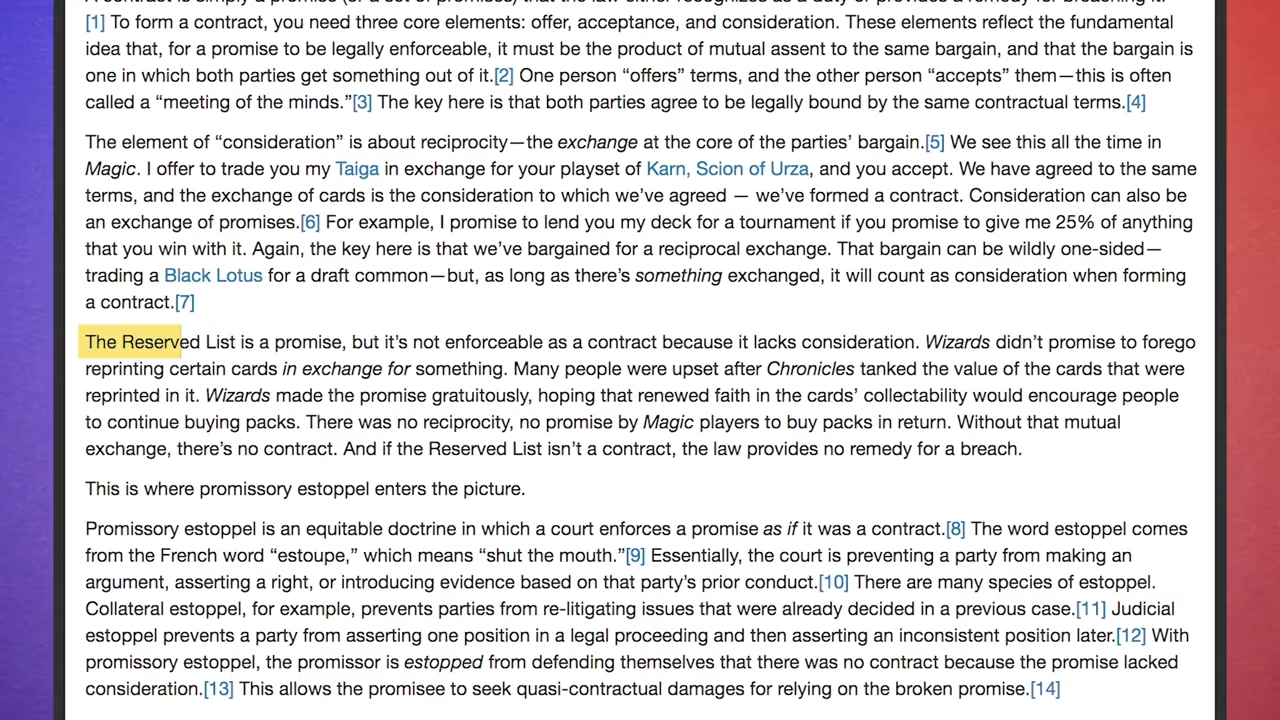 [1] To form a contract, you need three core elements: offer, acceptance, and consideration. These elements reflect the fundamental
idea that, for a promise to be legally enforceable, it must be the product of mutual assent to the same bargain, and that the bargain is
one in which both parties get something out of it.[2] One person “offers” terms, and the other person “accepts” them—this is often
called a “meeting of the minds.”[3] The key here is that both parties agree to be legally bound by the same contractual terms.[4]
The element of “consideration” is about reciprocity—the exchange at the core of the parties’ bargain.[5] We see this all the time in
Magic. I offer to trade you my Taiga in exchange for your playset of Karn, Scion of Urza, and you accept. We have agreed to the same
terms, and the exchange of cards is the consideration to which we’ve agreed — we’ve formed a contract. Consideration can also be
an exchange of promises.[6] For example, I promise to lend you my deck for a tournament if you promise to give me 25% of anything
that you win with it. Again, the key here is that we’ve bargained for a reciprocal exchange. That bargain can be wildly one-sided—
trading a Black Lotus for a draft common—but, as long as there’s something exchanged, it will count as consideration when forming
a contract.[7]
The Reserved List is a promise, but it’s not enforceable as a contract because it lacks consideration. Wizards didn’t promise to forego
reprinting certain cards in exchange for something. Many people were upset after Chronicles tanked the value of the cards that were
reprinted in it. Wizards made the promise gratuitously, hoping that renewed faith in the cards’ collectability would encourage people
to continue buying packs. There was no reciprocity, no promise by Magic players to buy packs in return. Without that mutual
exchange, there’s no contract. And if the Reserved List isn’t a contract, the law provides no remedy for a breach.
This is where promissory estoppel enters the picture.
Promissory estoppel is an equitable doctrine in which a court enforces a promise as if it was a contract.[8] The word estoppel comes
from the French word “estoupe,” which means “shut the mouth.”[9] Essentially, the court is preventing a party from making an
argument, asserting a right, or introducing evidence based on that party’s prior conduct.[10] There are many species of estoppel.
Collateral estoppel, for example, prevents parties from re-litigating issues that were already decided in a previous case.[11] Judicial
estoppel prevents a party from asserting one position in a legal proceeding and then asserting an inconsistent position later.[12] With
promissory estoppel, the promissor is estopped from defending themselves that there was no contract because the promise lacked
consideration.[13] This allows the promisee to seek quasi-contractual damages for relying on the broken promise.[14]